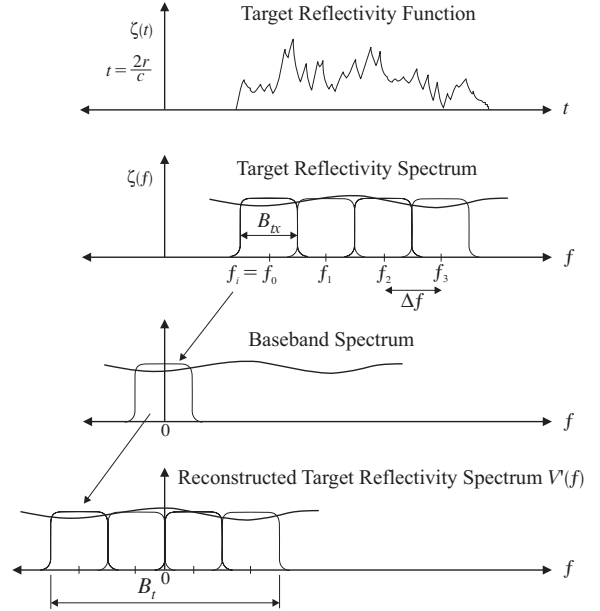 Target Reflectivity Function
ζ(t)
t = 2r/c
t
Target Reflectivity Spectrum
ζ(f)
B_tx
f
f_i = f_0
f_1
f_2
f_3
Δf
Baseband Spectrum
f
0
Reconstructed Target Reflectivity Spectrum V'(f)
f
0
B_t